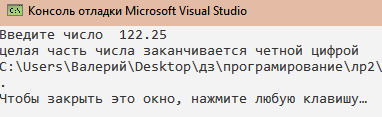 Консоль отладки Microsoft Visual Studio
Введите число  122.25
целая часть числа заканчивается четной цифрой
C:\Users\Валерий\Desktop\дз\програмирование\лр2\
.
Чтобы закрыть это окно, нажмите любую клавишу…